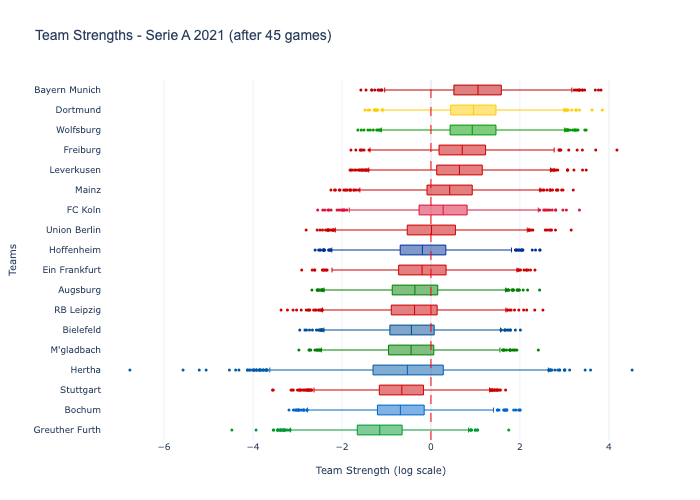 Team Strengths - Serie A 2021 (after 45 games)
Bayern Munich
Dortmund
Wolfsburg
Freiburg
Leverkusen
Mainz
FC Koln
Union Berlin
Hoffenheim
Ein Frankfurt
Augsburg
RB Leipzig
Bielefeld
M'gladbach
Hertha
Stuttgart
Bochum
Greuther Furth
Teams
−6 −4 −2 0 2 4
Team Strength (log scale)